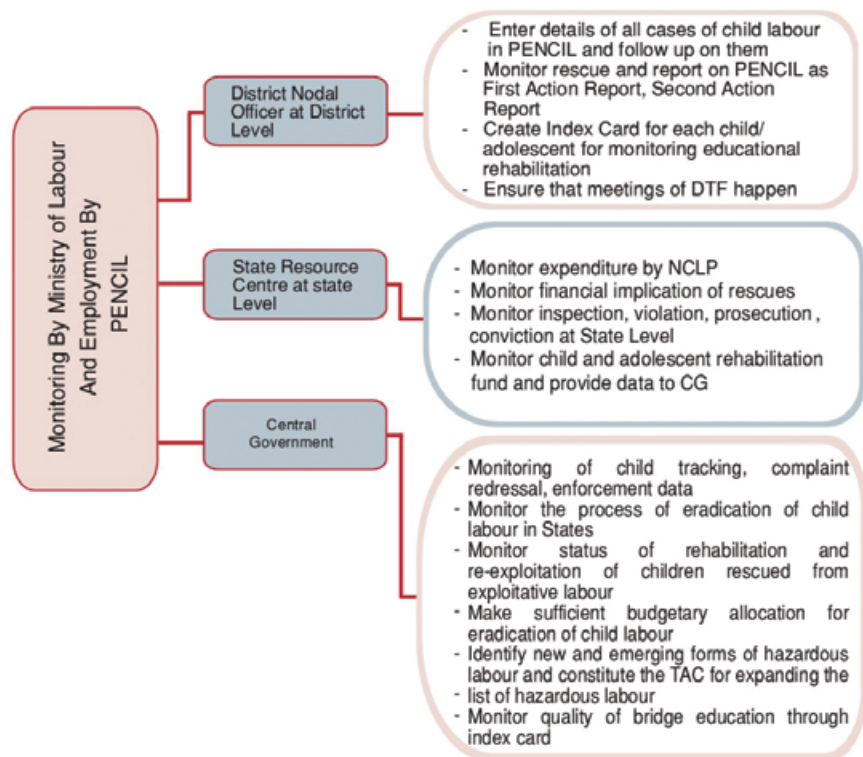 Monitoring By Ministry of Labour
And Employment By
PENCIL
District Nodal
Officer at District
Level
- Enter details of all cases of child labour
in PENCIL and follow up on them
- Monitor rescue and report on PENCIL as
First Action Report, Second Action
Report
- Create Index Card for each child/
adolescent for monitoring educational
rehabilitation
- Ensure that meetings of DTF happen
State Resource
Centre at state
Level
- Monitor expenditure by NCLP
- Monitor financial implication of rescues
- Monitor inspection, violation, prosecution ,
conviction at State Level
- Monitor child and adolescent rehabilitation
fund and provide data to CG
Central
Government
- Monitoring of child tracking, complaint
redressal, enforcement data
- Monitor the process of eradication of child
labour in States
- Monitor status of rehabilitation and
re-exploitation of children rescued from
exploitative labour
- Make sufficient budgetary allocation for
eradication of child labour
- Identify new and emerging forms of hazardous
labour and constitute the TAC for expanding the
- list of hazardous labour
- Monitor quality of bridge education through
index card